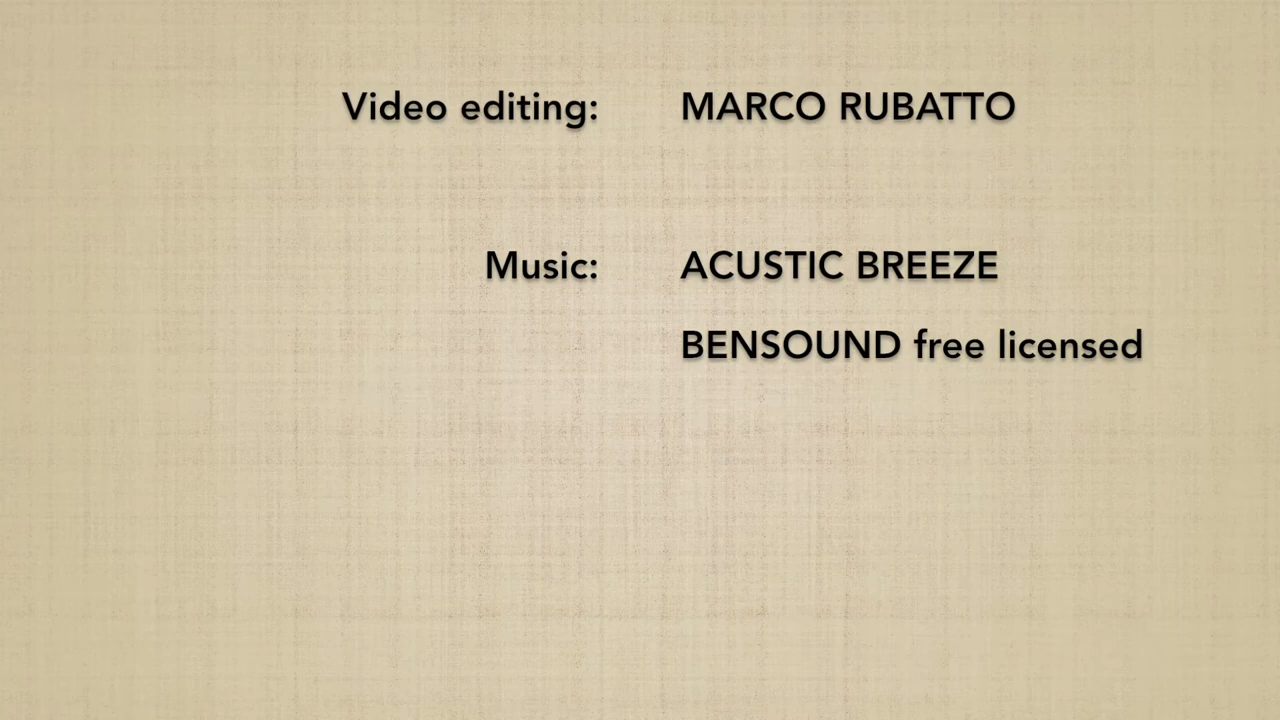 Video editing: MARCO RUBATTO
Music: ACUSTIC BREEZE
BENSOUND free licensed